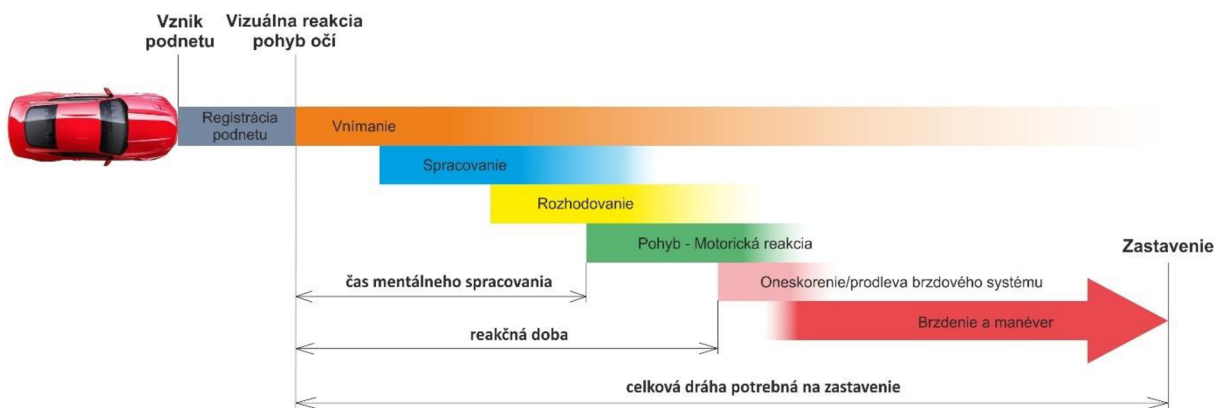 Vznik
podnetu
Vizuálna reakcia
pohyb očí
Registrácia
podnetu
Vnímanie
Spracovanie
Rozhodovanie
Pohyb - Motorická reakcia
Zastavenie
Oneskorenie/prodleva brzdového systému
čas mentálneho spracovania
Brzdenie a manéver
reakčná doba
celková dráha potrebná na zastavenie